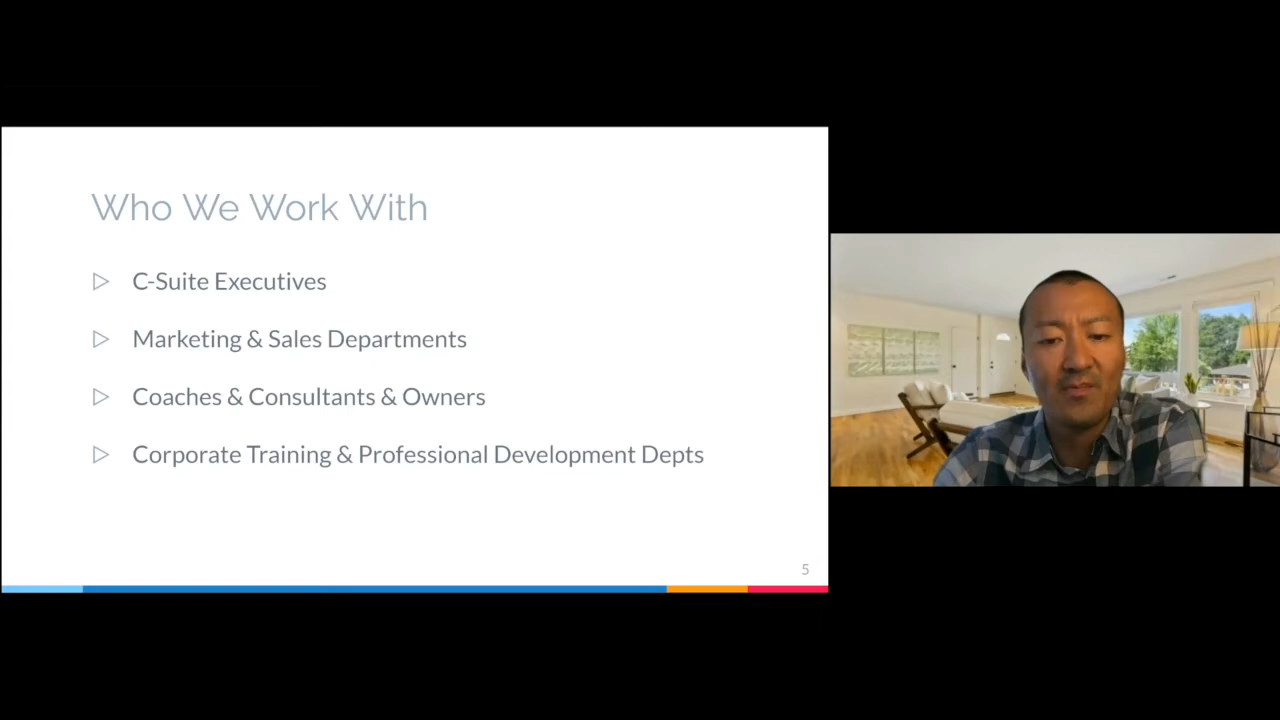 Who We Work With
C-Suite Executives
Marketing & Sales Departments
Coaches & Consultants & Owners
Corporate Training & Professional Development Depts
5